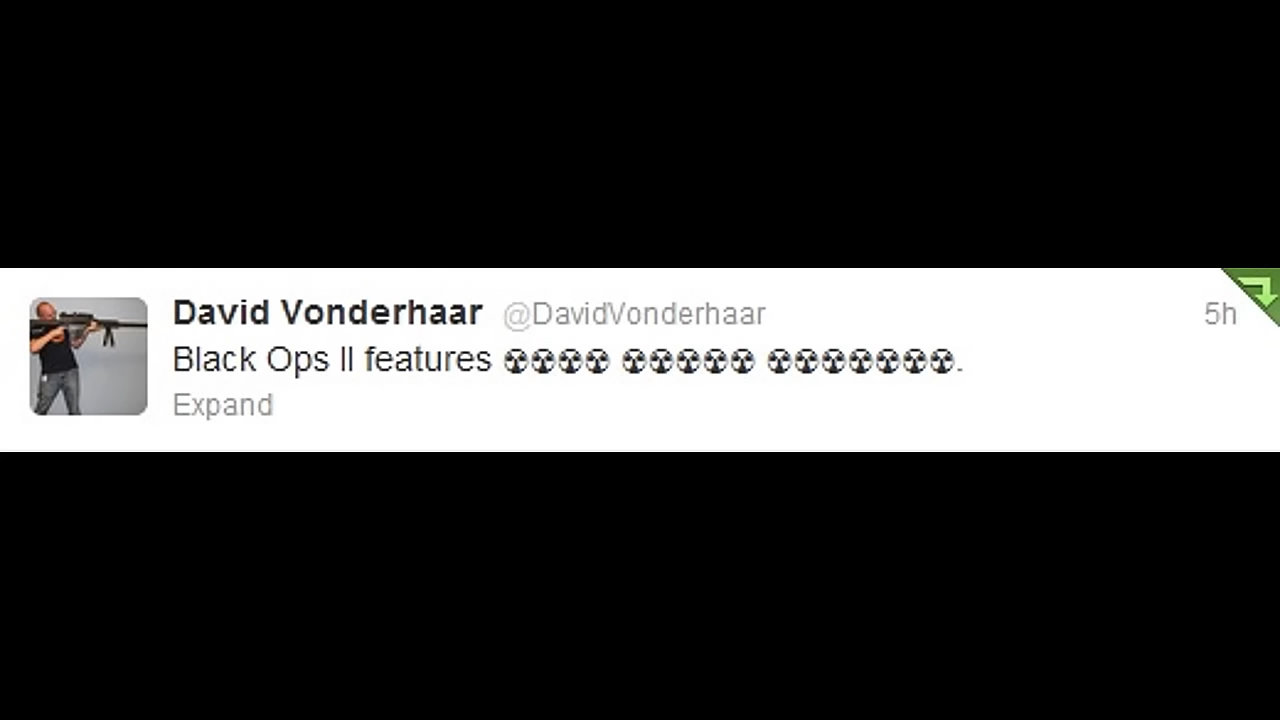 David Vonderhaar @DavidVonderhaar 5h
Black Ops II features ☢☢☢☢ ☢☢☢☢☢ ☢☢☢☢☢☢☢.
Expand